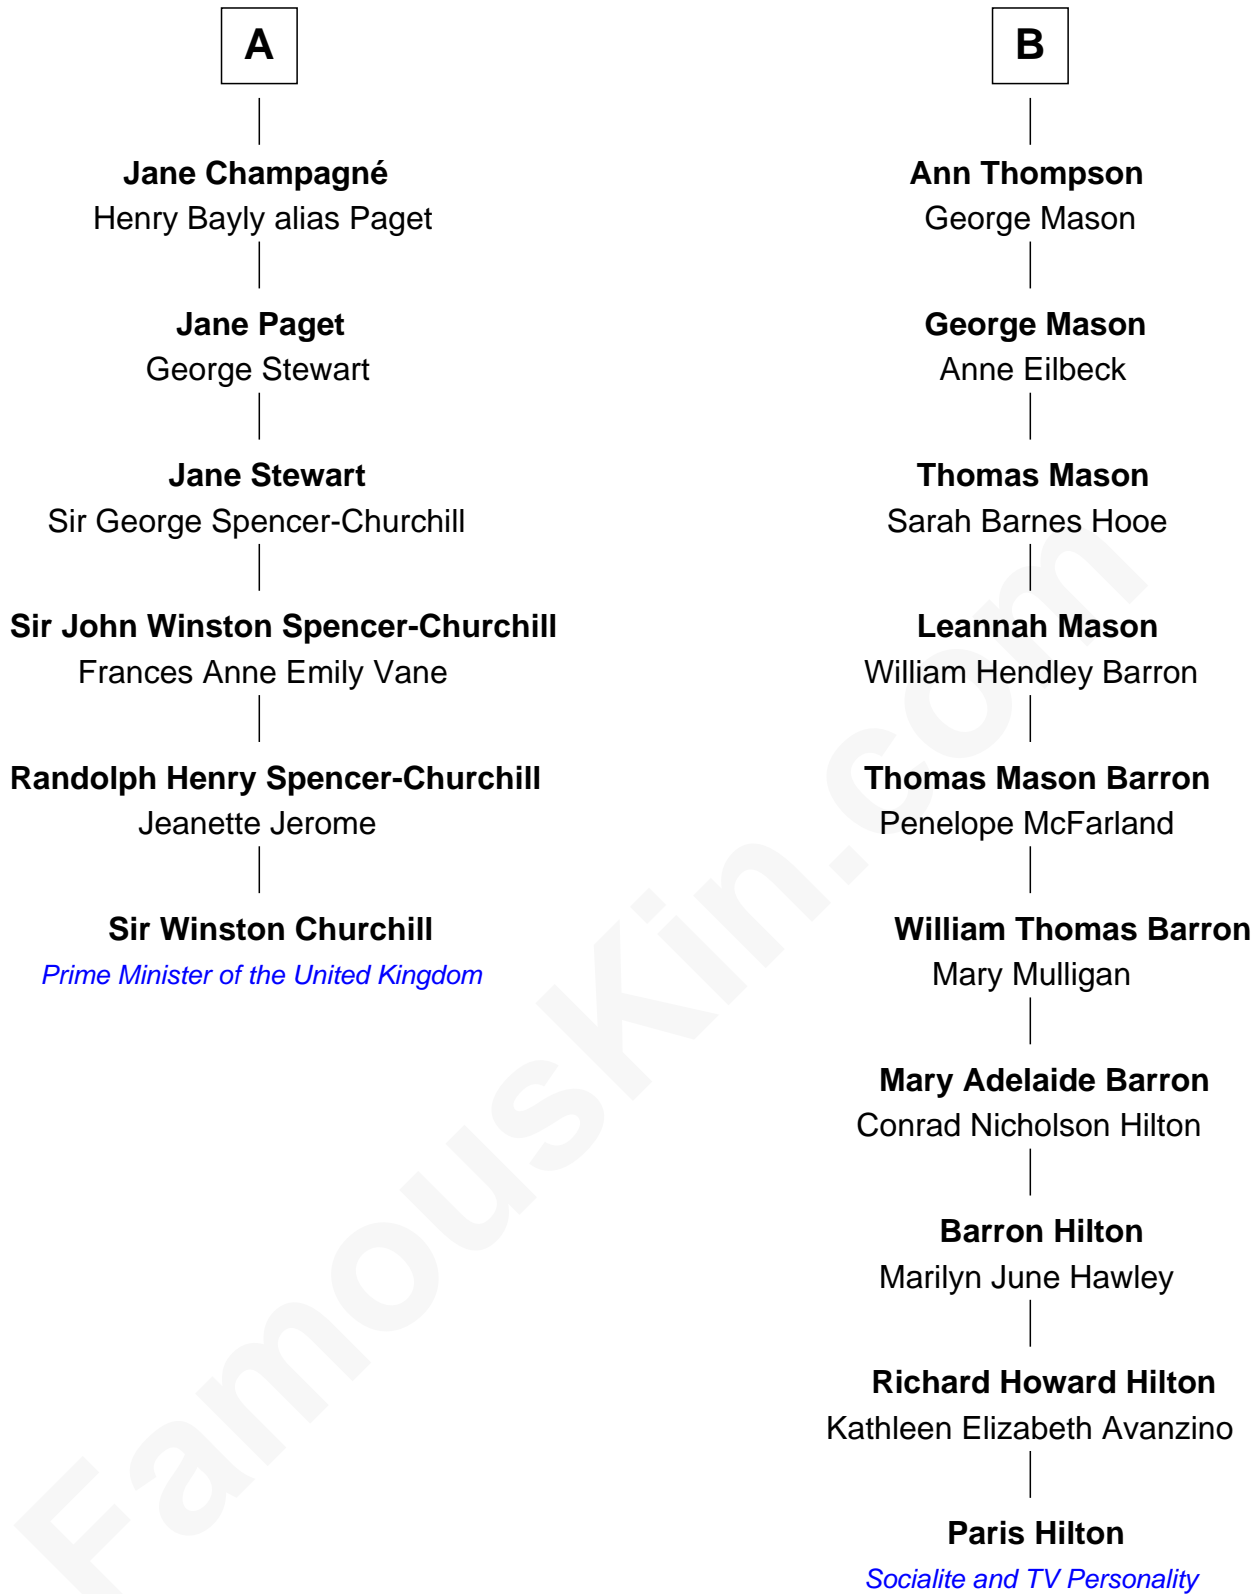 A
Jane Champagné
Henry Bayly alias Paget
Jane Paget
George Stewart
Jane Stewart
Sir George Spencer-Churchill
Sir John Winston Spencer-Churchill
Frances Anne Emily Vane
Randolph Henry Spencer-Churchill
Jeanette Jerome
Sir Winston Churchill
Prime Minister of the United Kingdom
B
Ann Thompson
George Mason
George Mason
Anne Eilbeck
Thomas Mason
Sarah Barnes Hooe
Leannah Mason
William Hendley Barron
Thomas Mason Barron
Penelope McFarland
William Thomas Barron
Mary Mulligan
Mary Adelaide Barron
Conrad Nicholson Hilton
Barron Hilton
Marilyn June Hawley
Richard Howard Hilton
Kathleen Elizabeth Avanzino
Paris Hilton
Socialite and TV Personality
FamousKin.com